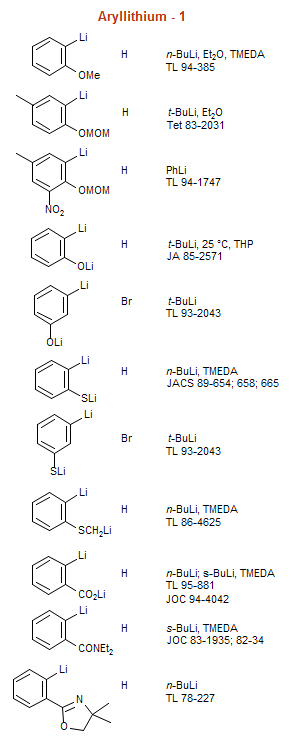 Aryllithium - 1
Li
H n-BuLi, Et2O, TMEDA
OMe TL 94-385
Li
H t-BuLi, Et2O
OMOM Tet 83-2031
Li
H PhLi
OMOM TL 94-1747
NO2
Li
H t-BuLi, 25 °C, THP
OLi JA 85-2571
Li
Br t-BuLi
TL 93-2043
OLi
Li
H n-BuLi, TMEDA
SLi JACS 89-654; 658; 665
Li
Br t-BuLi
TL 93-2043
SLi
Li
H n-BuLi, TMEDA
SCH2Li TL 86-4625
Li
H n-BuLi; s-BuLi, TMEDA
TL 95-881
CO2Li JOC 94-4042
Li
H s-BuLi, TMEDA
CONEt2 JOC 83-1935; 82-34
Li
H n-BuLi
N TL 78-227
O